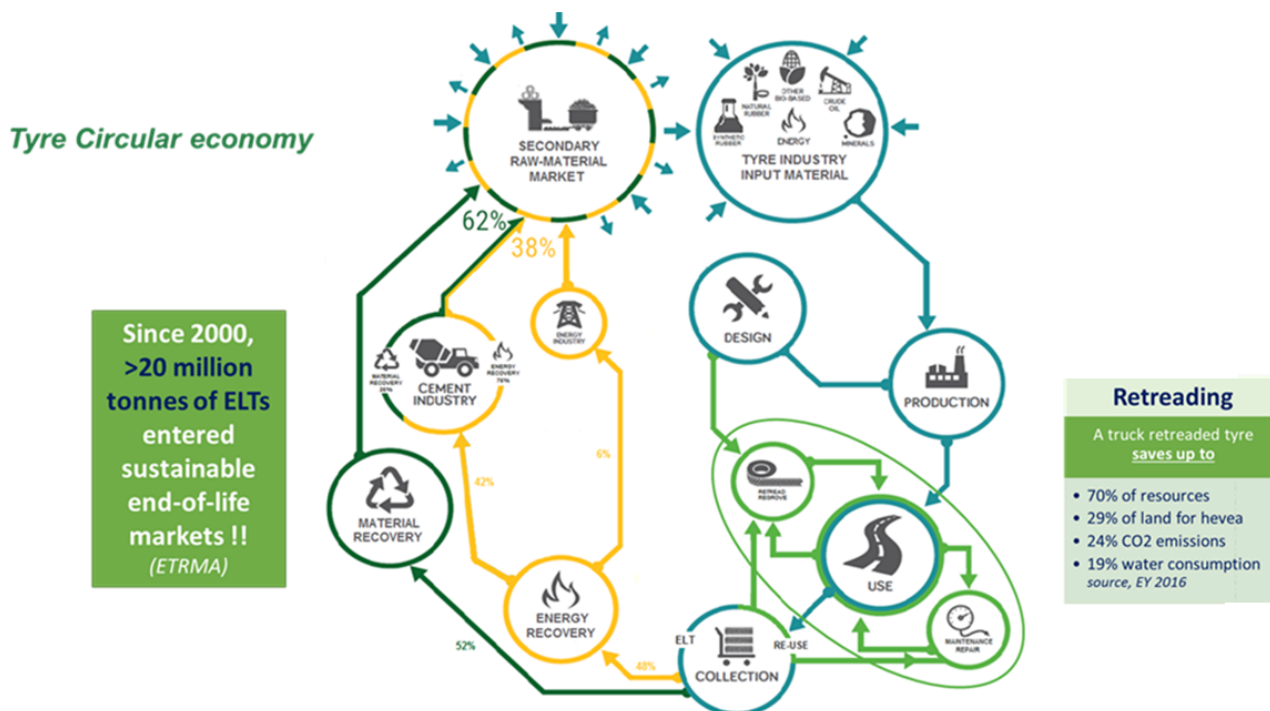 Tyre Circular economy
SECONDARY
RAW-MATERIAL
MARKET
NATURAL
RUBBER
OTHER
BIO-BASED
CRUDE
OIL
SYNTHETIC
RUBBER
ENERGY
MINERALS
TYRE INDUSTRY
INPUT MATERIAL
62%
38%
Since 2000,
>20 million
tonnes of ELTs
entered
sustainable
end-of-life
markets !!
(ETRMA)
ENERGY
INDUSTRY
MATERIAL
RECOVERY
ENERGY
RECOVERY
CEMENT
INDUSTRY
DESIGN
PRODUCTION
Retreading
A truck retreaded tyre
saves up to
• 70% of resources
• 29% of land for hevea
• 24% CO2 emissions
• 19% water consumption
source, EY 2016
6%
42%
MATERIAL
RECOVERY
RETREAD
USE
ENERGY
RECOVERY
MAINTENANCE
REPAIR
52%
48%
ELT
RE-USE
COLLECTION